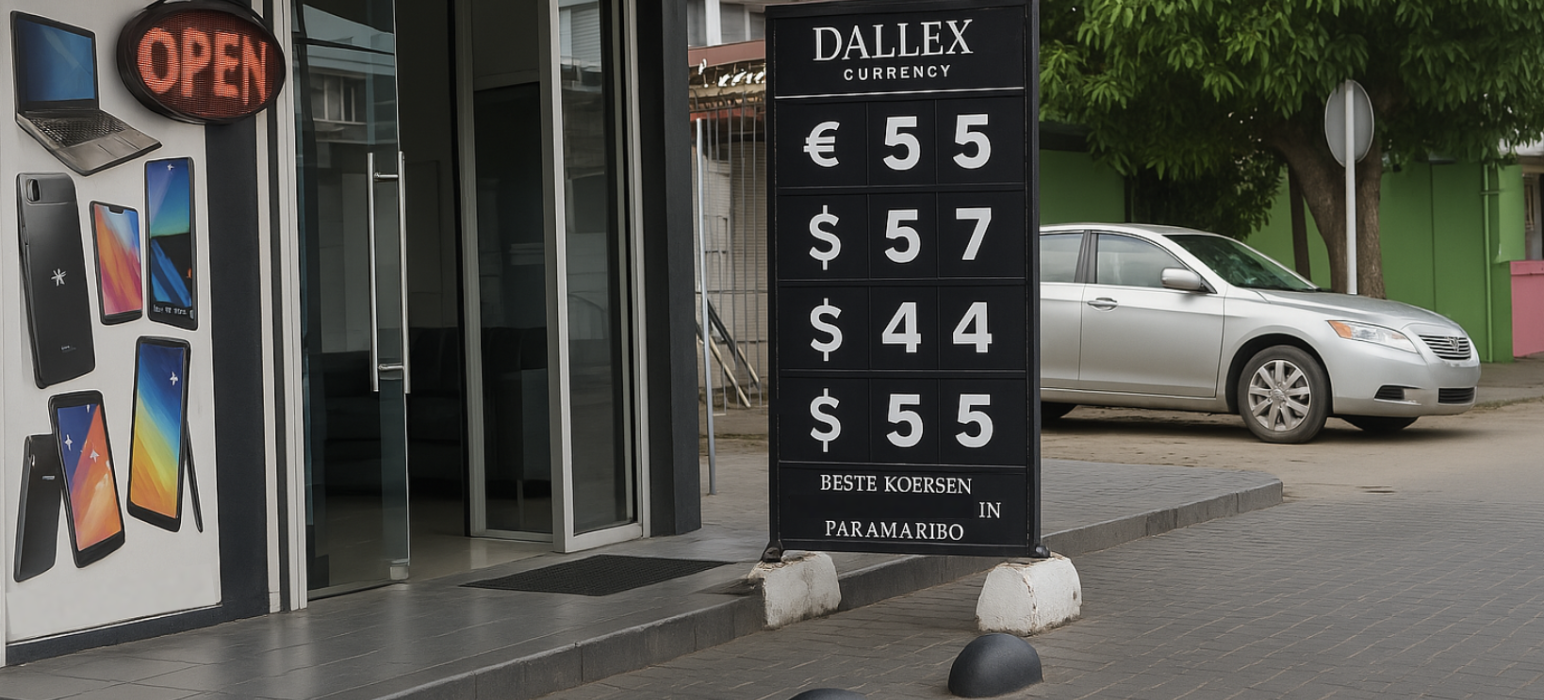 OPEN
DALLEX
CURRENCY
€ 5 5
$ 5 7
$ 4 4
$ 5 5
BESTE KOERSEN
IN
PARAMARIBO